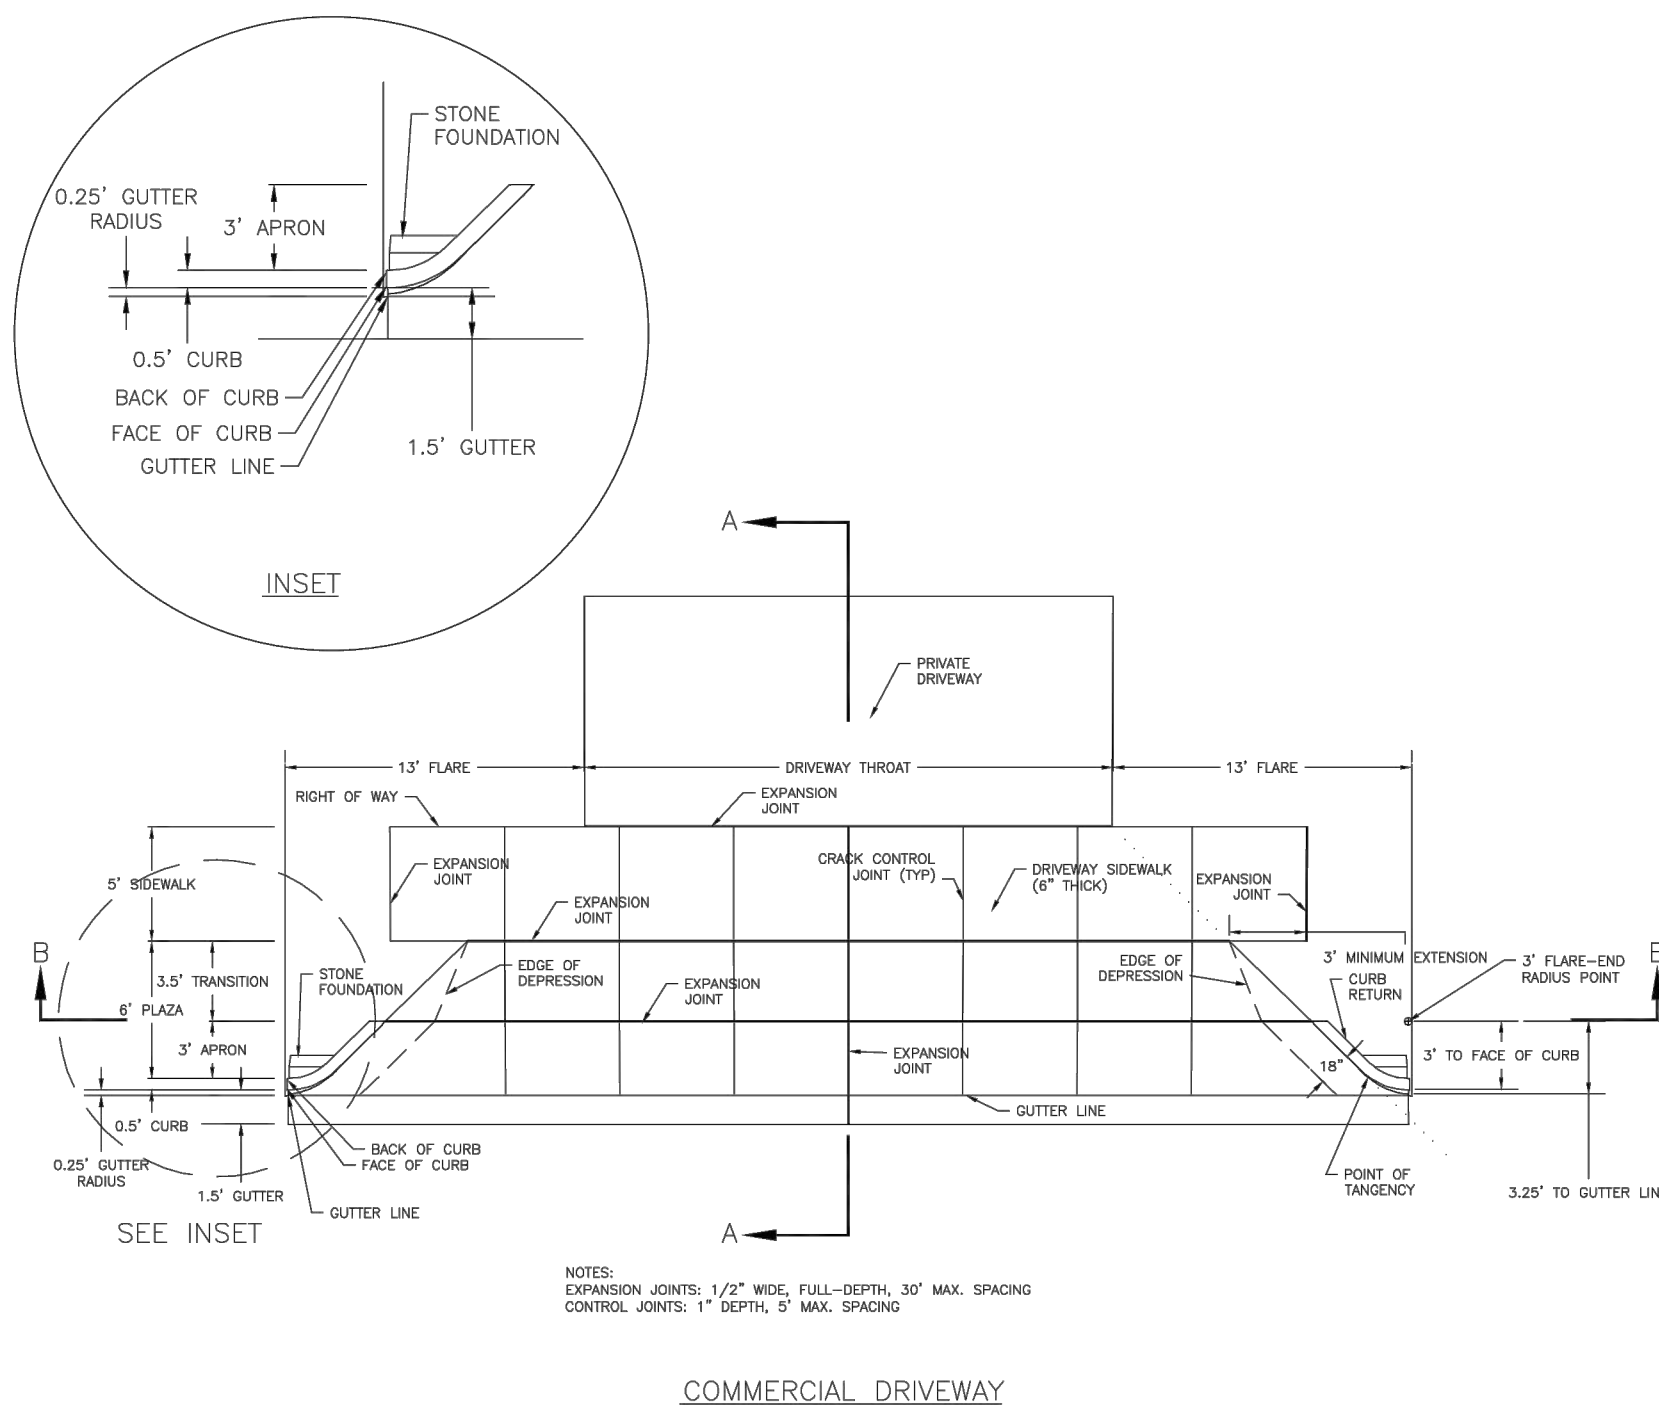 STONE
FOUNDATION
0.25' GUTTER
RADIUS
3' APRON
0.5' CURB
BACK OF CURB
FACE OF CURB
GUTTER LINE
1.5' GUTTER
INSET
A
PRIVATE
DRIVEWAY
13' FLARE
DRIVEWAY THROAT
13' FLARE
RIGHT OF WAY
EXPANSION
JOINT
5' SIDEWALK
EXPANSION
JOINT
EXPANSION
JOINT
CRACK CONTROL
JOINT (TYP)
DRIVEWAY SIDEWALK
(6" THICK)
EXPANSION
JOINT
B
3.5' TRANSITION
6' PLAZA
3' APRON
STONE
FOUNDATION
EDGE OF
DEPRESSION
EXPANSION
JOINT
EDGE OF
DEPRESSION
3' MINIMUM EXTENSION
CURB
RETURN
3' FLARE-END
RADIUS POINT
3' TO FACE OF CURB
18"
EXPANSION
JOINT
GUTTER LINE
0.5' CURB
0.25' GUTTER
RADIUS
1.5' GUTTER
BACK OF CURB
FACE OF CURB
GUTTER LINE
POINT OF
TANGENCY
3.25' TO GUTTER LIN
SEE INSET
A
NOTES:
EXPANSION JOINTS: 1/2" WIDE, FULL-DEPTH, 30' MAX. SPACING
CONTROL JOINTS: 1" DEPTH, 5' MAX. SPACING
COMMERCIAL DRIVEWAY